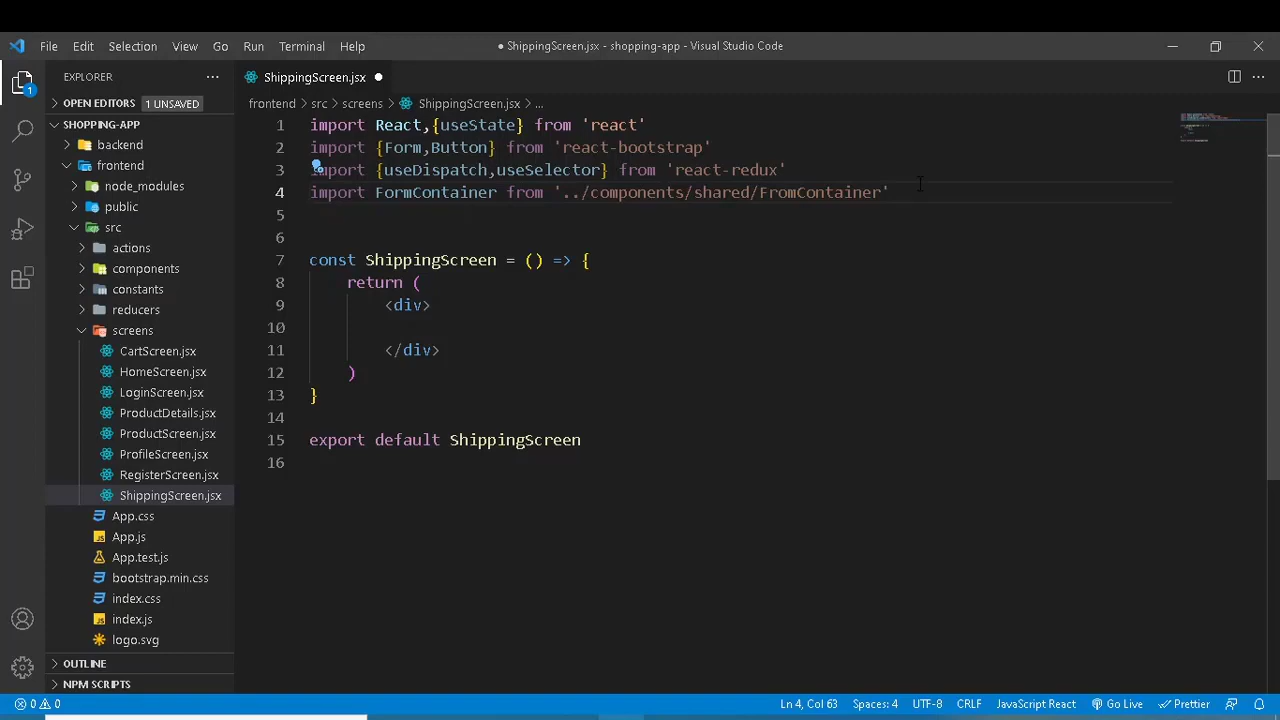 File Edit Selection View Go Run Terminal Help
● ShippingScreen.jsx - shopping-app - Visual Studio Code
EXPLORER ···
OPEN EDITORS 1 UNSAVED
SHOPPING-APP
backend
frontend
node_modules
public
src
actions
components
constants
reducers
screens
CartScreen.jsx
HomeScreen.jsx
LoginScreen.jsx
ProductDetails.jsx
ProductScreen.jsx
ProfileScreen.jsx
RegisterScreen.jsx
ShippingScreen.jsx
App.css
JS App.js
App.test.js
bootstrap.min.css
index.css
JS index.js
logo.svg
OUTLINE
NPM SCRIPTS
1
ShippingScreen.jsx ●
frontend > src > screens > ShippingScreen.jsx > ...
1 import React,{useState} from 'react'
2 import {Form,Button} from 'react-bootstrap'
3 import {useDispatch,useSelector} from 'react-redux'
4 import FormContainer from '../components/shared/FromContainer'
5
6
7 const ShippingScreen = () => {
8 return (
9 <div>
10
11 </div>
12 )
13 }
14
15 export default ShippingScreen
16
0 0 Ln 4, Col 63 Spaces: 4 UTF-8 CRLF JavaScript React Go Live Prettier